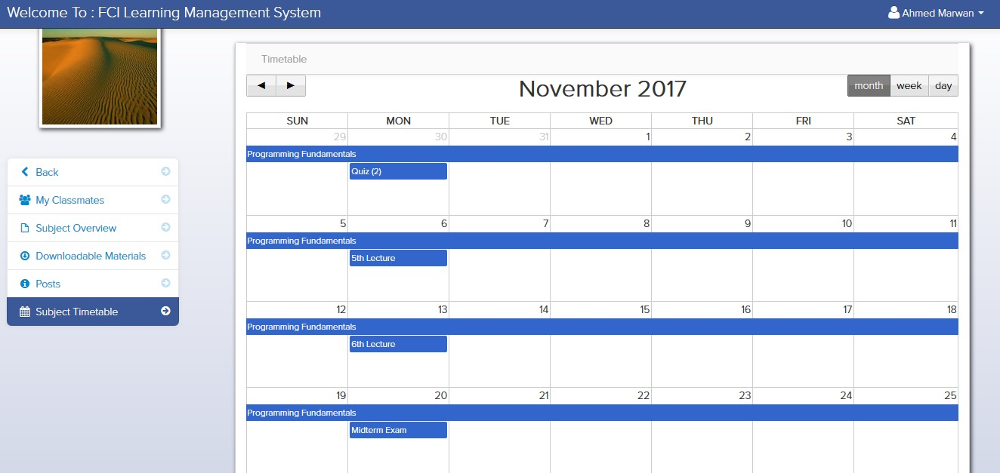 Welcome To : FCI Learning Management System
Ahmed Marwan
Back
My Classmates
Subject Overview
Downloadable Materials
Posts
Subject Timetable
Timetable
November 2017
month week day
SUN MON TUE WED THU FRI SAT
29 30 31 1 2 3 4
Programming Fundamentals
Quiz (2)
5 6 7 8 9 10 11
Programming Fundamentals
5th Lecture
12 13 14 15 16 17 18
Programming Fundamentals
6th Lecture
19 20 21 22 23 24 25
Programming Fundamentals
Midterm Exam